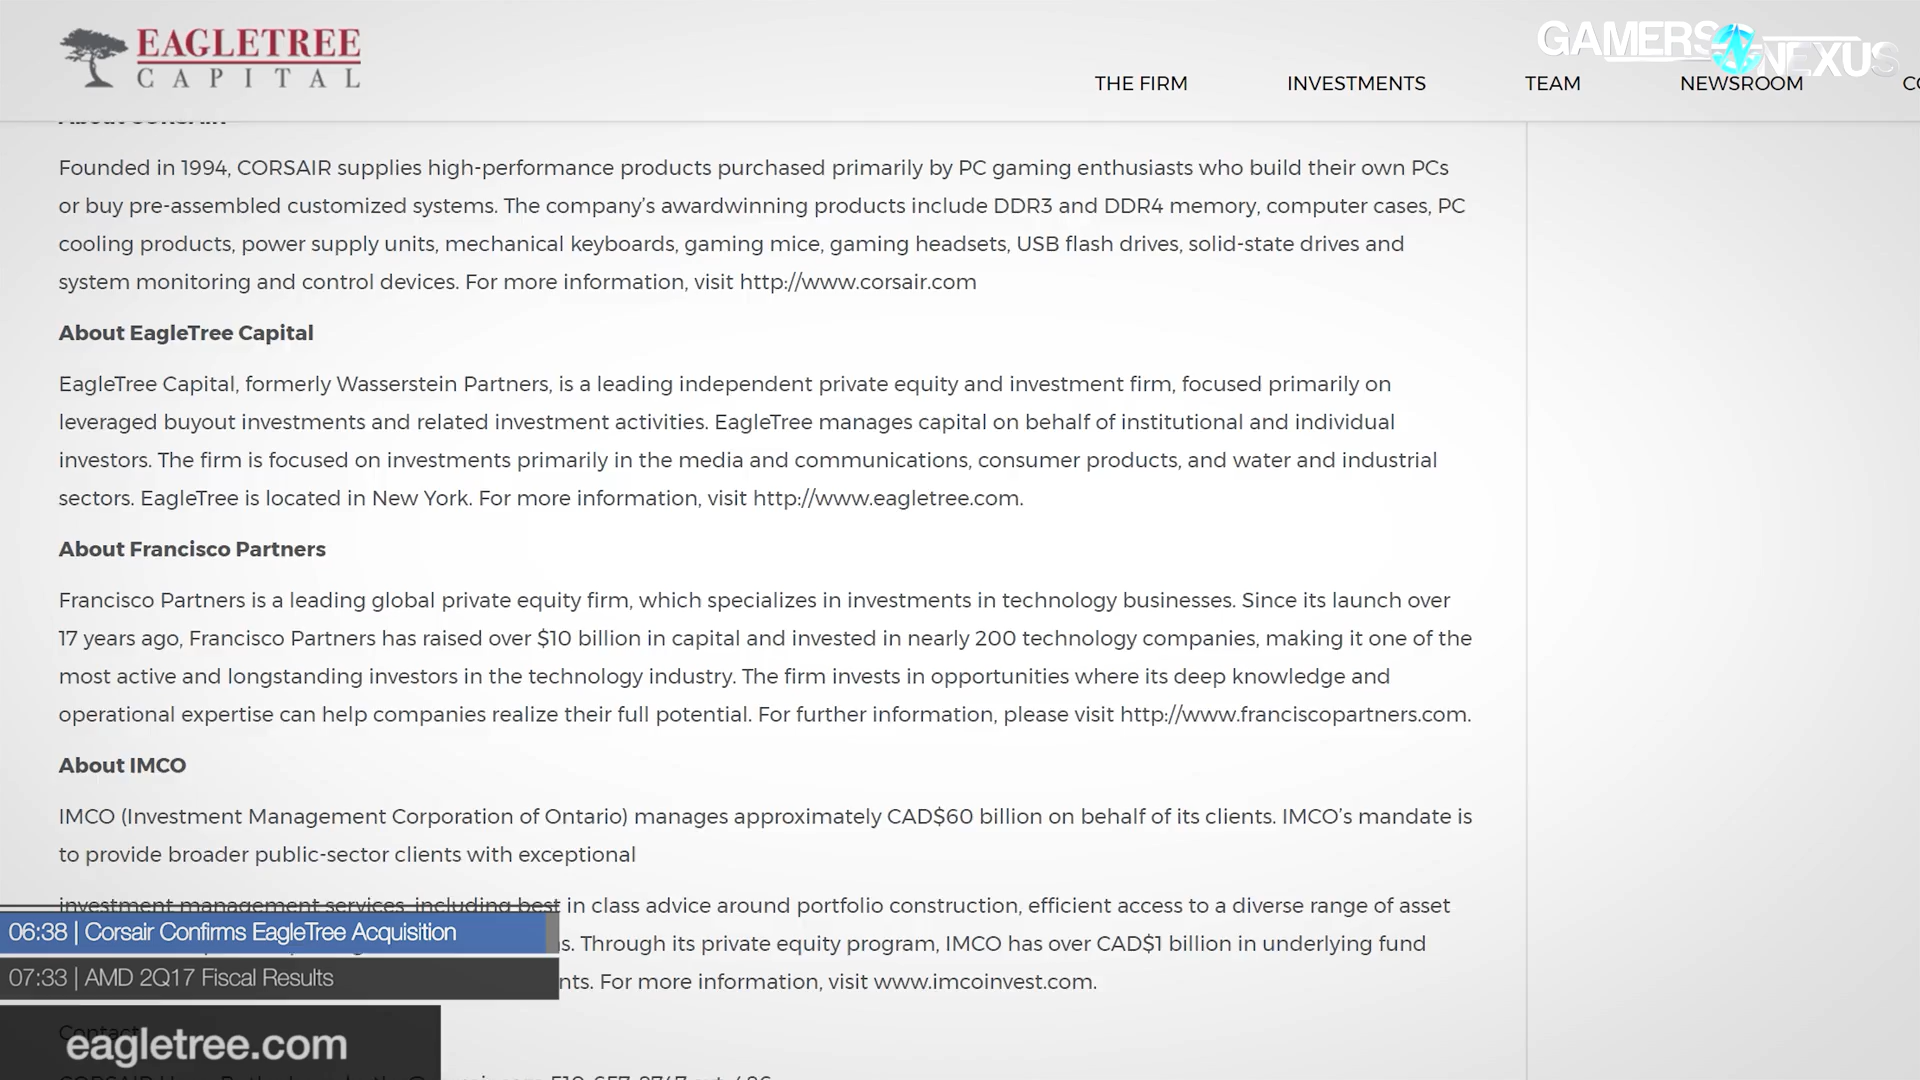 EAGLETREE
CAPITAL
GAMERS NEXUS
THE FIRM
INVESTMENTS
TEAM
NEWSROOM
About CORSAIR
Founded in 1994, CORSAIR supplies high-performance products purchased primarily by PC gaming enthusiasts who build their own PCs
or buy pre-assembled customized systems. The company’s awardwinning products include DDR3 and DDR4 memory, computer cases, PC
cooling products, power supply units, mechanical keyboards, gaming mice, gaming headsets, USB flash drives, solid-state drives and
system monitoring and control devices. For more information, visit http://www.corsair.com
About EagleTree Capital
EagleTree Capital, formerly Wasserstein Partners, is a leading independent private equity and investment firm, focused primarily on
leveraged buyout investments and related investment activities. EagleTree manages capital on behalf of institutional and individual
investors. The firm is focused on investments primarily in the media and communications, consumer products, and water and industrial
sectors. EagleTree is located in New York. For more information, visit http://www.eagletree.com.
About Francisco Partners
Francisco Partners is a leading global private equity firm, which specializes in investments in technology businesses. Since its launch over
17 years ago, Francisco Partners has raised over $10 billion in capital and invested in nearly 200 technology companies, making it one of the
most active and longstanding investors in the technology industry. The firm invests in opportunities where its deep knowledge and
operational expertise can help companies realize their full potential. For further information, please visit http://www.franciscopartners.com.
About IMCO
IMCO (Investment Management Corporation of Ontario) manages approximately CAD$60 billion on behalf of its clients. IMCO’s mandate is
to provide broader public-sector clients with exceptional
investment management services, including best in class advice around portfolio construction, efficient access to a diverse range of asset
Through its private equity program, IMCO has over CAD$1 billion in underlying fund
For more information, visit www.imcoinvest.com.
06:38 | Corsair Confirms EagleTree Acquisition
07:33 | AMD 2Q17 Fiscal Results
Contact
eagletree.com